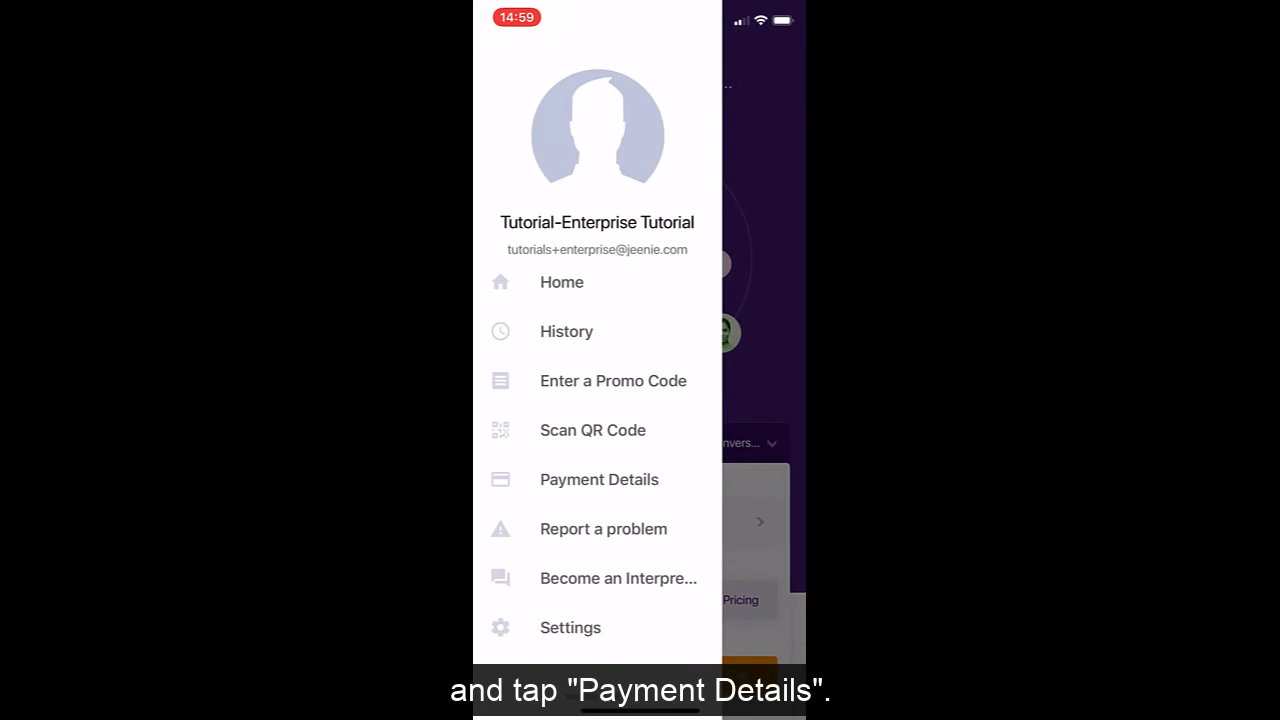 14:59
..
Tutorial-Enterprise Tutorial
tutorials+enterprise@jeenie.com
Home
History
Enter a Promo Code
Scan QR Code
nvers...
Payment Details
Report a problem
Become an Interpre...
Pricing
Settings
and tap "Payment Details".